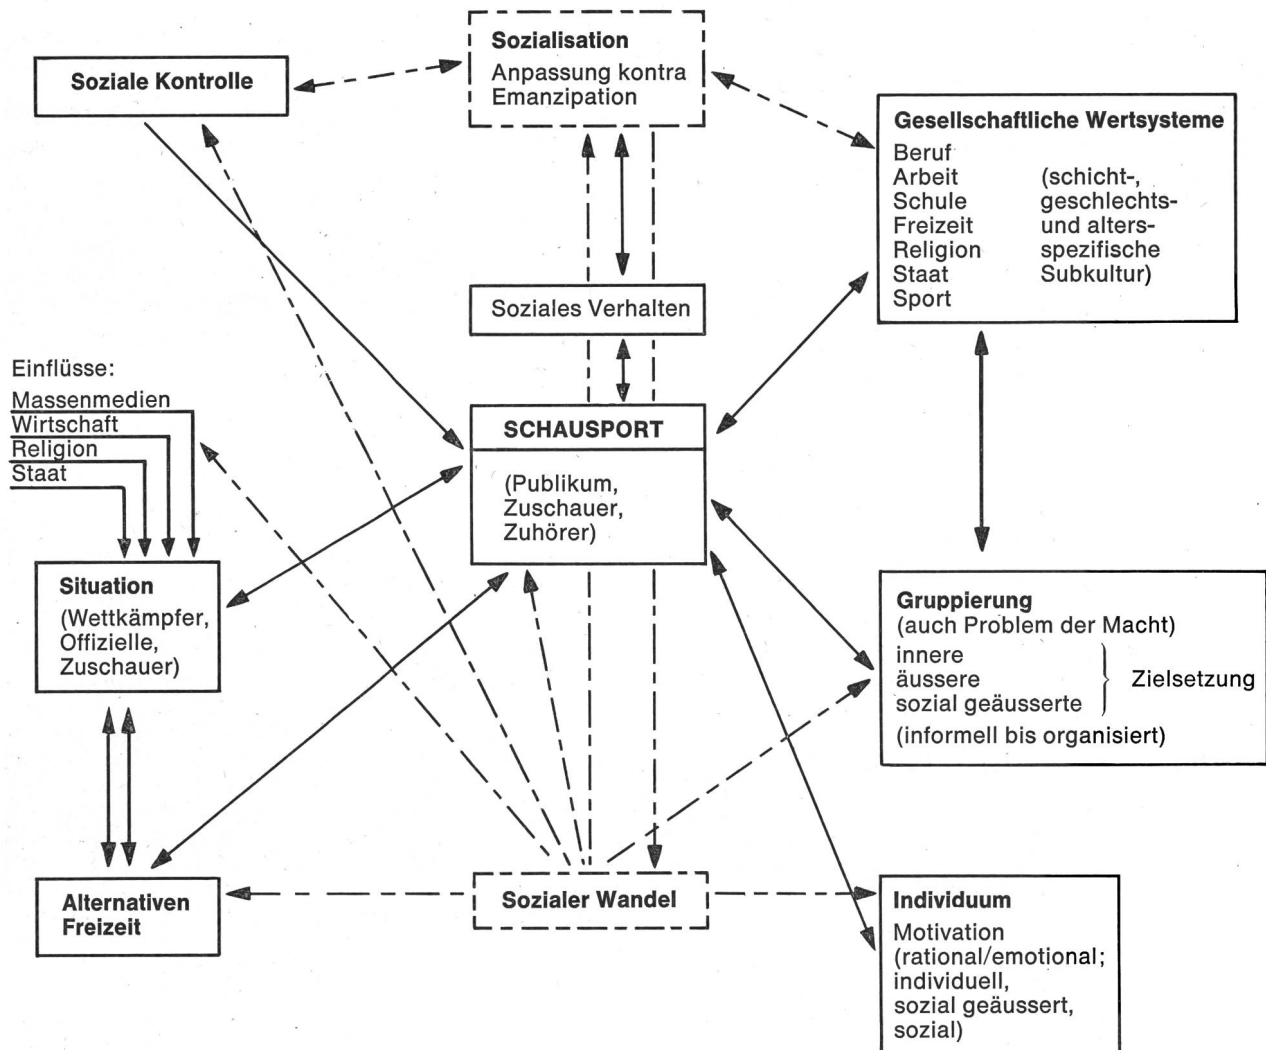 Sozialisation
Anpassung kontra
Emanzipation
Soziale Kontrolle
Gesellschaftliche Wertsysteme
Beruf
Arbeit (schicht-,
Schule geschlechts-
Freizeit und alters-
Religion spezifische
Staat Subkultur)
Sport
Soziales Verhalten
Einflüsse:
Massenmedien
Wirtschaft
Religion
Staat
SCHAUSPORT
(Publikum,
Zuschauer,
Zuhörer)
Situation
(Wettkämpfer,
Offizielle,
Zuschauer)
Gruppierung
(auch Problem der Macht)
innere
äussere Zielsetzung
sozial geäusserte
(informell bis organisiert)
Alternativen
Freizeit
Sozialer Wandel
Individuum
Motivation
(rational/emotional;
individuell,
sozial geäussert,
sozial)